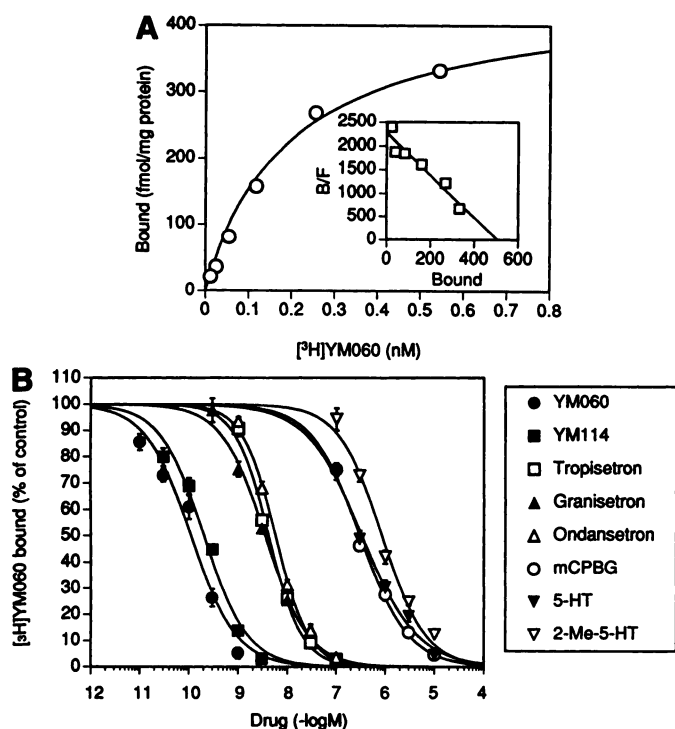 A
400
300
200
100
0
Bound (fmol/mg protein)
0 0.1 0.2 0.3 0.4 0.5 0.6 0.7 0.8
[³H]YM060 (nM)
2500
2000
1500
1000
500
0
B/F
0 200 400 600
Bound
B
110
100
90
80
70
60
50
40
30
20
10
0
[₃H]YM060 bound (% of control)
12 11 10 9 8 7 6 5 4
Drug (-logM)
YM060
YM114
Tropisetron
Granisetron
Ondansetron
mCPBG
5-HT
2-Me-5-HT